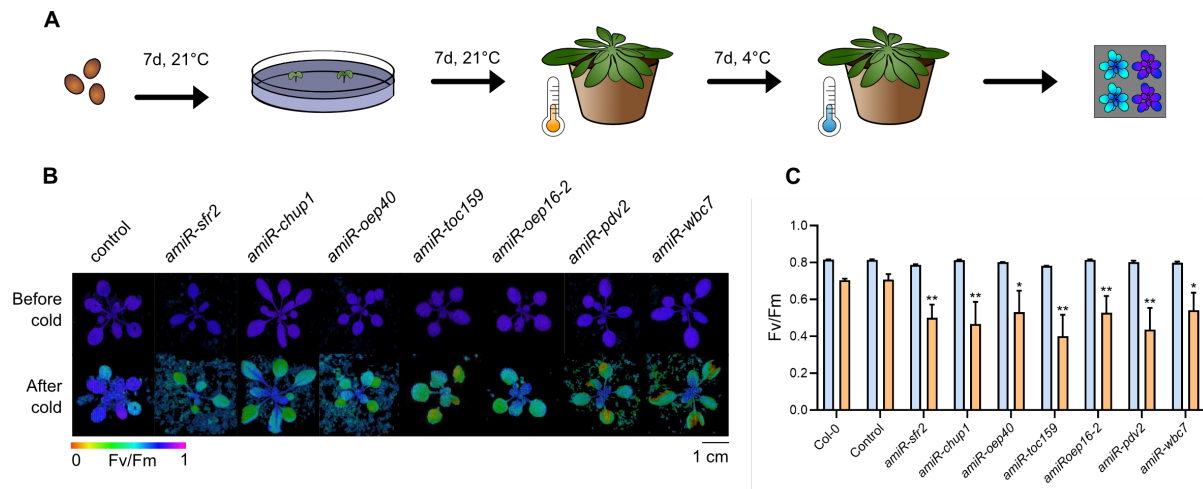 A
7d, 21°C
7d, 21°C
7d, 4°C
B
control
amiR-sfr2
amiR-chup1
amiR-oep40
amiR-toc159
amiR-oep16-2
amiR-pdv2
amiR-wbc7
Before
cold
After
cold
0 Fv/Fm 1
1 cm
C
Fv/Fm
1.0
0.8
0.6
0.4
0.2
0.0
** ** * ** ** ** *
Col-0
Control
amiR-sfr2
amiR-chup1
amiR-oep40
amiR-toc159
amiRoep16-2
amiR-pdv2
amiR-wbc7